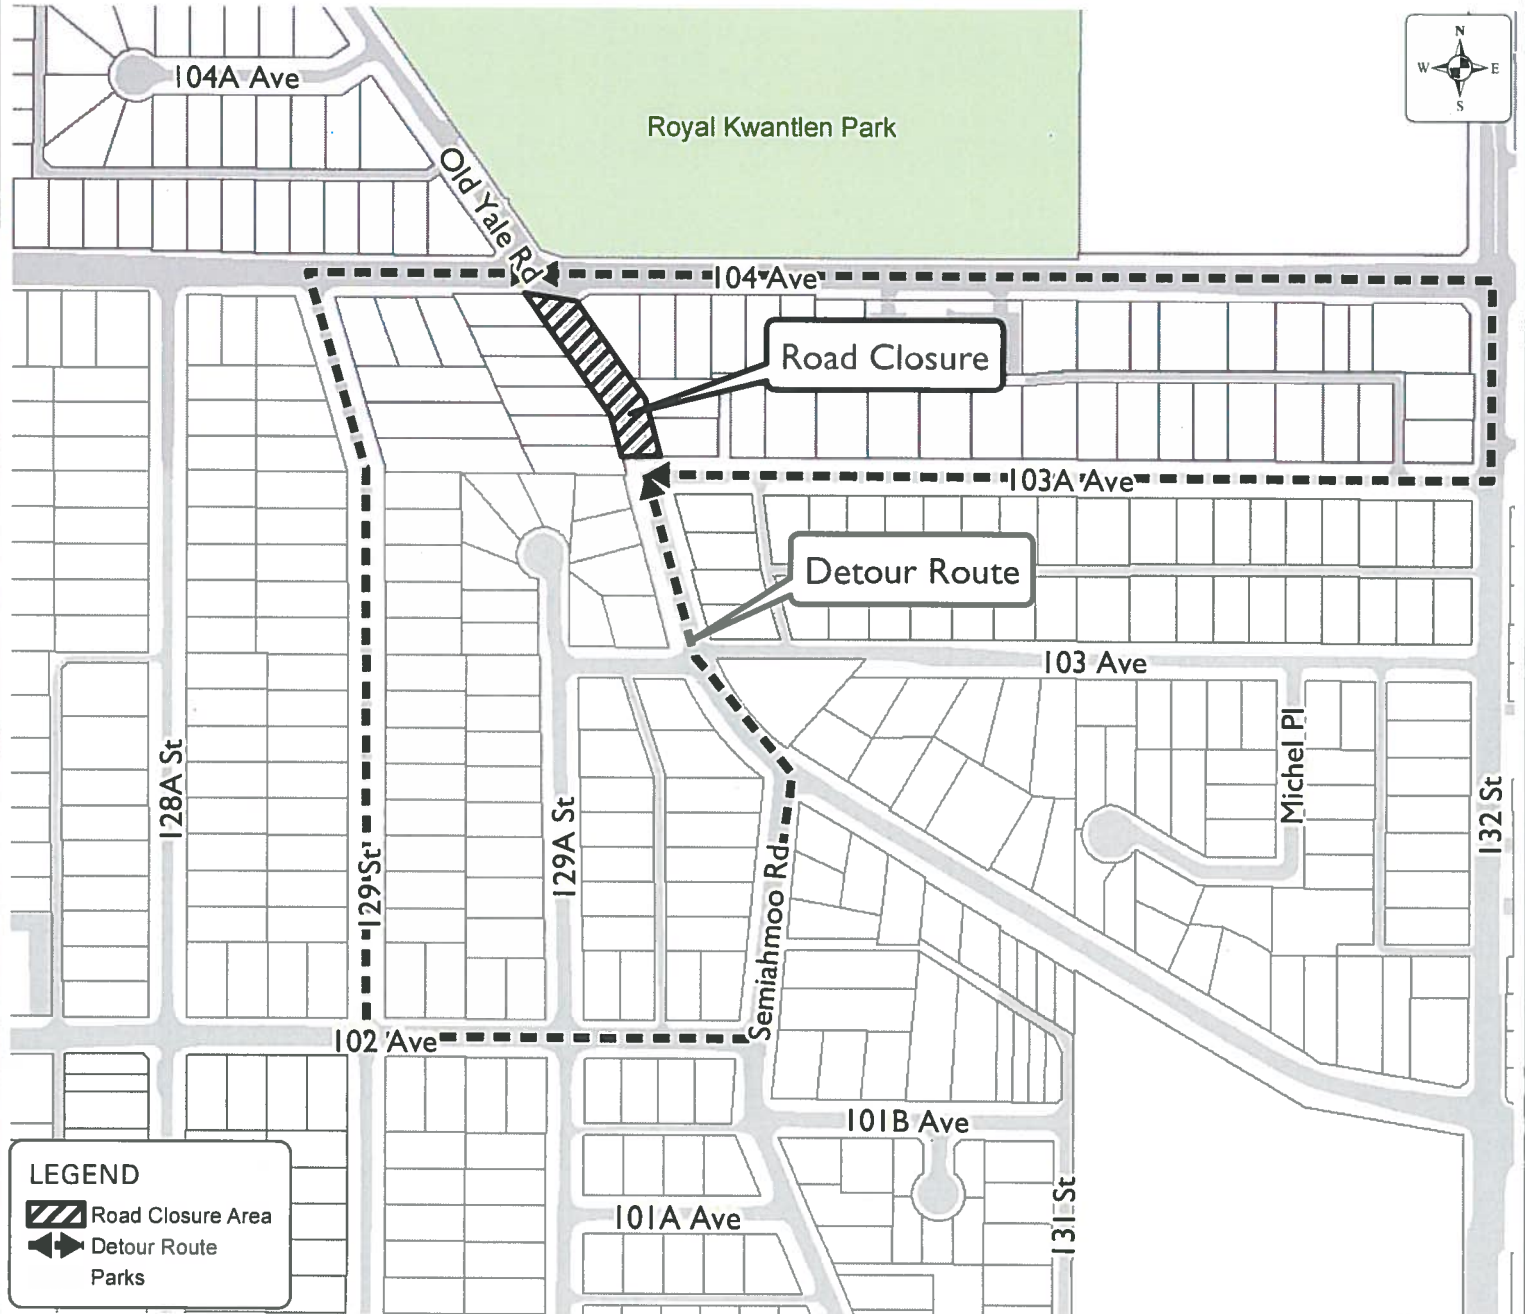 N
W E
S
104A Ave
Royal Kwantlen Park
Old Yale Rd
104 Ave
Road Closure
103A Ave
Detour Route
103 Ave
Michel Pl
132 St
128A St
129 St
129A St
Semiahmoo Rd
102 Ave
101B Ave
131 St
101A Ave
LEGEND
Road Closure Area
Detour Route
Parks